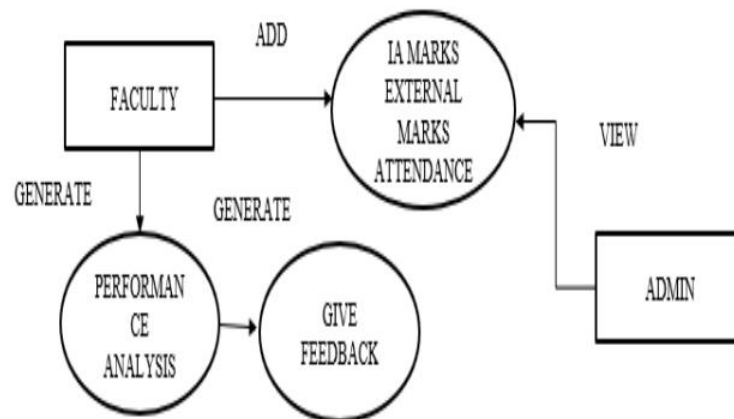 ADD
FACULTY
IA MARKS
EXTERNAL
MARKS
ATTENDANCE
VIEW
GENERATE
GENERATE
PERFORMAN
CE
ANALYSIS
GIVE
FEEDBACK
ADMIN